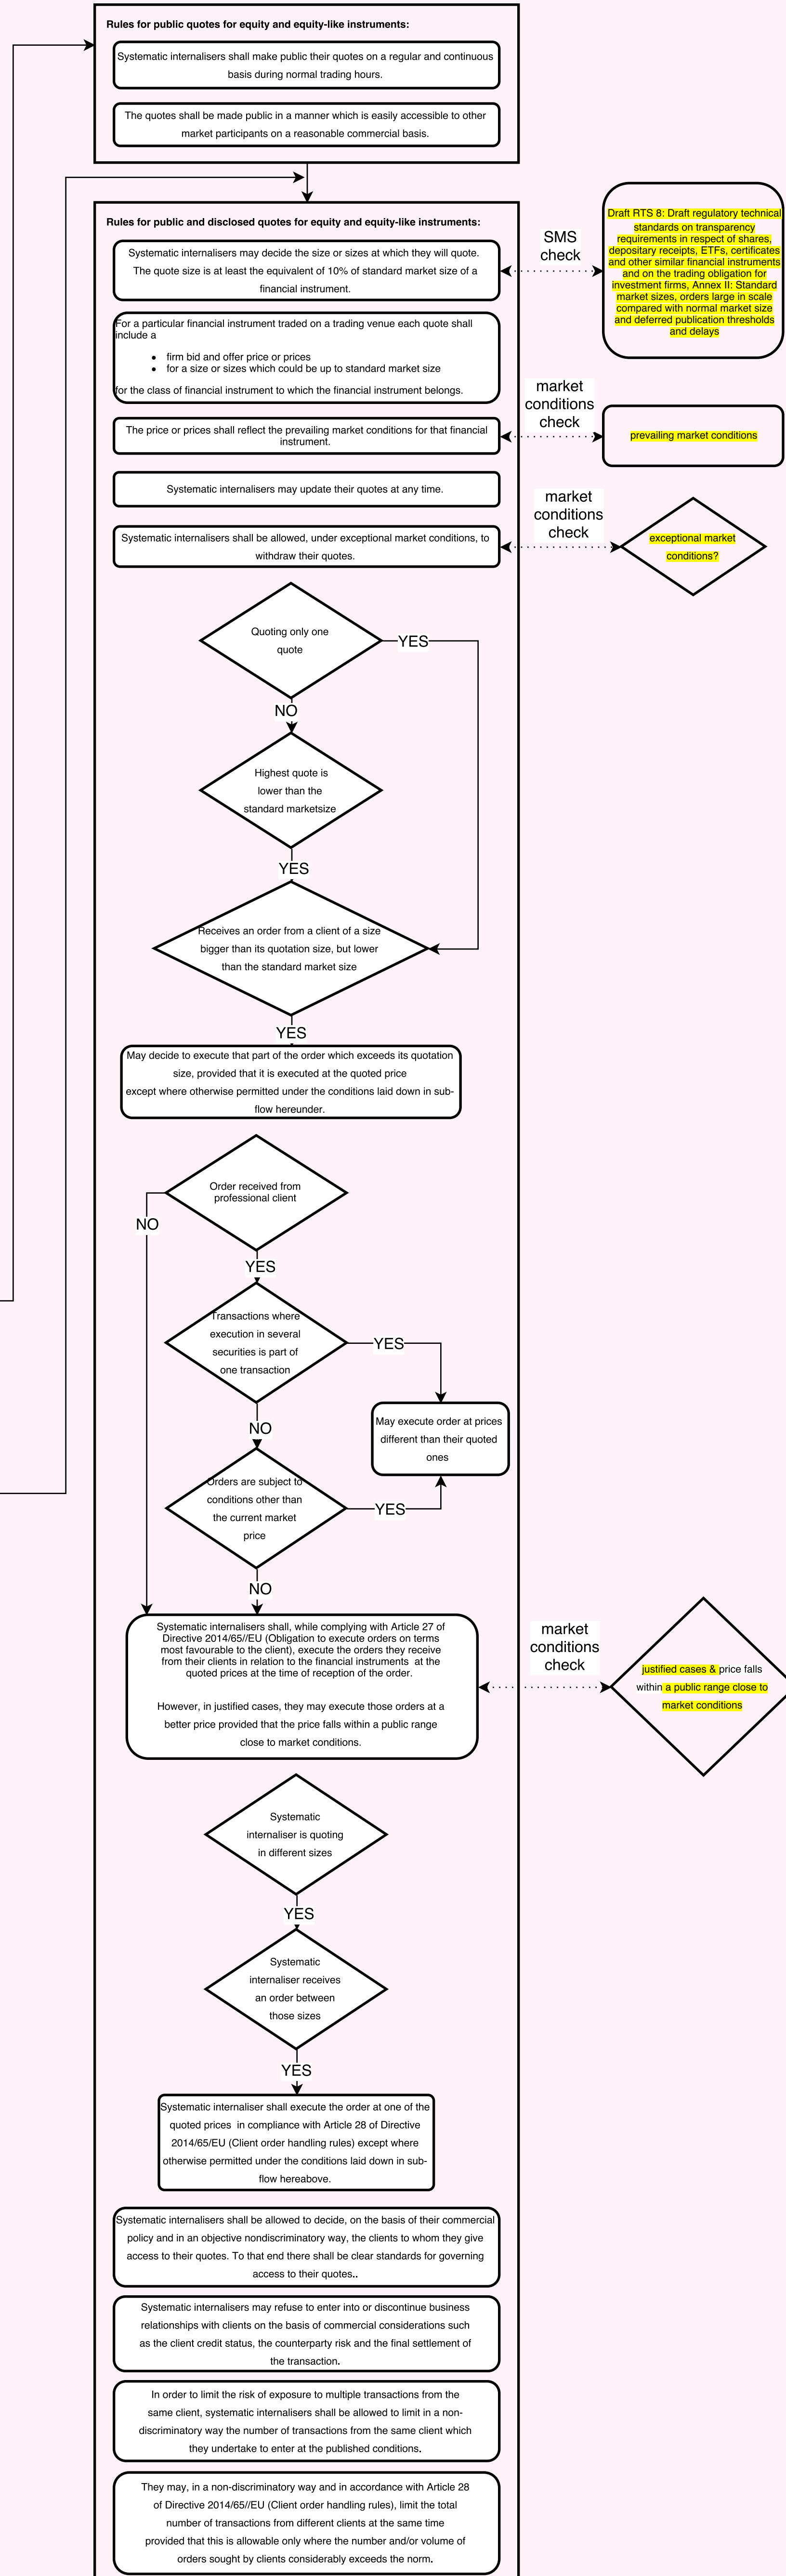 Rules for public quotes for equity and equity-like instruments:
Systematic internalisers shall make public their quotes on a regular and continuous
basis during normal trading hours.
The quotes shall be made public in a manner which is easily accessible to other
market participants on a reasonable commercial basis.
Rules for public and disclosed quotes for equity and equity-like instruments:
Systematic internalisers may decide the size or sizes at which they will quote.
The quote size is at least the equivalent of 10% of standard market size of a
financial instrument.
SMS
check
Draft RTS 8: Draft regulatory technical
standards on transparency
requirements in respect of shares,
depositary receipts, ETFs, certificates
and other similar financial instruments
and on the trading obligation for
investment firms, Annex II: Standard
market sizes, orders large in scale
compared with normal market size
and deferred publication thresholds
and delays
For a particular financial instrument traded on a trading venue each quote shall
include a
• firm bid and offer price or prices
• for a size or sizes which could be up to standard market size
for the class of financial instrument to which the financial instrument belongs.
The price or prices shall reflect the prevailing market conditions for that financial
instrument.
market
conditions
check
prevailing market conditions
Systematic internalisers may update their quotes at any time.
Systematic internalisers shall be allowed, under exceptional market conditions, to
withdraw their quotes.
market
conditions
check
exceptional market
conditions?
Quoting only one
quote
YES
NO
Highest quote is
lower than the
standard marketsize
YES
Receives an order from a client of a size
bigger than its quotation size, but lower
than the standard market size
YES
May decide to execute that part of the order which exceeds its quotation
size, provided that it is executed at the quoted price
except where otherwise permitted under the conditions laid down in sub-
flow hereunder.
Order received from
professional client
NO
YES
Transactions where
execution in several
securities is part of
one transaction
YES
May execute order at prices
different than their quoted
ones
NO
Orders are subject to
conditions other than
the current market
price
YES
NO
Systematic internalisers shall, while complying with Article 27 of
Directive 2014/65//EU (Obligation to execute orders on terms
most favourable to the client), execute the orders they receive
from their clients in relation to the financial instruments at the
quoted prices at the time of reception of the order.
However, in justified cases, they may execute those orders at a
better price provided that the price falls within a public range
close to market conditions.
market
conditions
check
justified cases & price falls
within a public range close to
market conditions
Systematic
internaliser is quoting
in different sizes
YES
Systematic
internaliser receives
an order between
those sizes
YES
Systematic internaliser shall execute the order at one of the
quoted prices in compliance with Article 28 of Directive
2014/65/EU (Client order handling rules) except where
otherwise permitted under the conditions laid down in sub-
flow hereabove.
Systematic internalisers shall be allowed to decide, on the basis of their commercial
policy and in an objective nondiscriminatory way, the clients to whom they give
access to their quotes. To that end there shall be clear standards for governing
access to their quotes..
Systematic internalisers may refuse to enter into or discontinue business
relationships with clients on the basis of commercial considerations such
as the client credit status, the counterparty risk and the final settlement of
the transaction.
In order to limit the risk of exposure to multiple transactions from the
same client, systematic internalisers shall be allowed to limit in a non-
discriminatory way the number of transactions from the same client which
they undertake to enter at the published conditions.
They may, in a non-discriminatory way and in accordance with Article 28
of Directive 2014/65//EU (Client order handling rules), limit the total
number of transactions from different clients at the same time
provided that this is allowable only where the number and/or volume of
orders sought by clients considerably exceeds the norm.